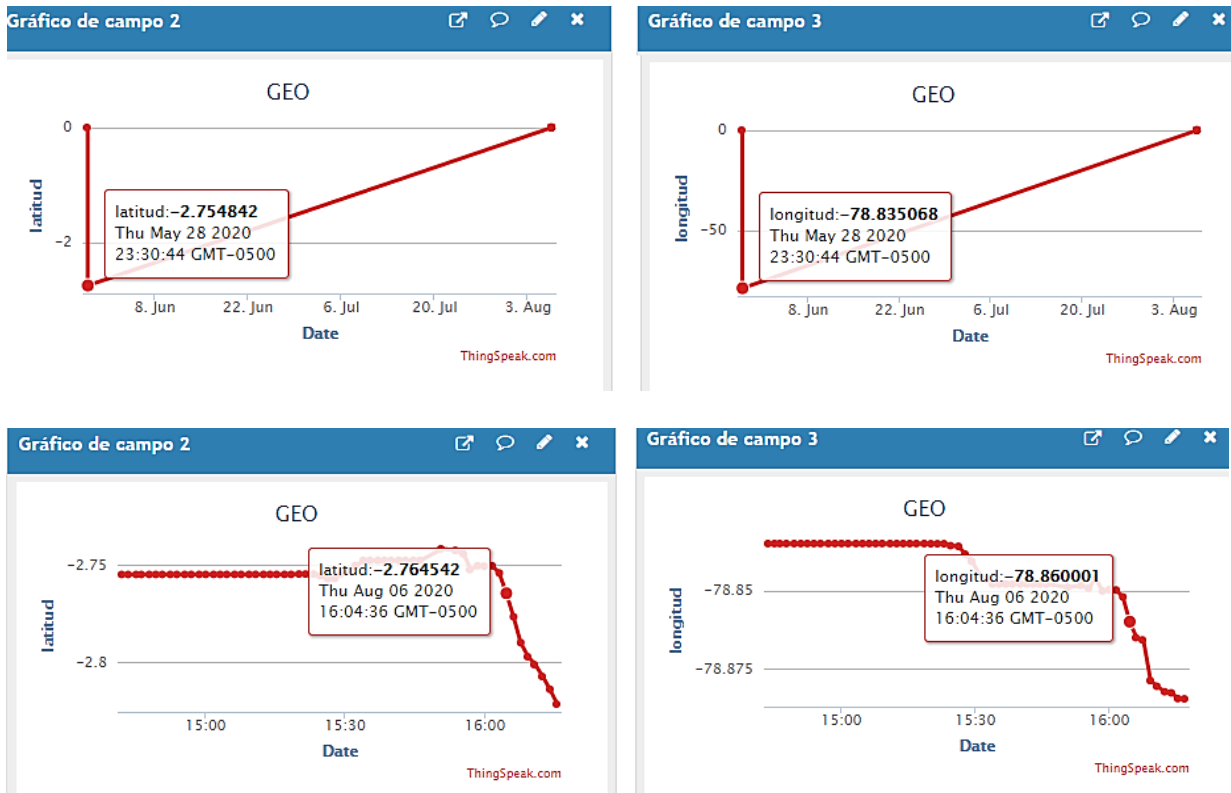 Gráfico de campo 2
GEO
0
-2
latitud
latitud:-2.754842
Thu May 28 2020
23:30:44 GMT-0500
8. Jun 22. Jun 6. Jul 20. Jul 3. Aug
Date
ThingSpeak.com
Gráfico de campo 3
GEO
0
-50
longitud
longitud:-78.835068
Thu May 28 2020
23:30:44 GMT-0500
8. Jun 22. Jun 6. Jul 20. Jul 3. Aug
Date
ThingSpeak.com
Gráfico de campo 2
GEO
-2.75
-2.8
latitud
latitud:-2.764542
Thu Aug 06 2020
16:04:36 GMT-0500
15:00 15:30 16:00
Date
ThingSpeak.com
Gráfico de campo 3
GEO
-78.85
-78.875
longitud
longitud:-78.860001
Thu Aug 06 2020
16:04:36 GMT-0500
15:00 15:30 16:00
Date
ThingSpeak.com